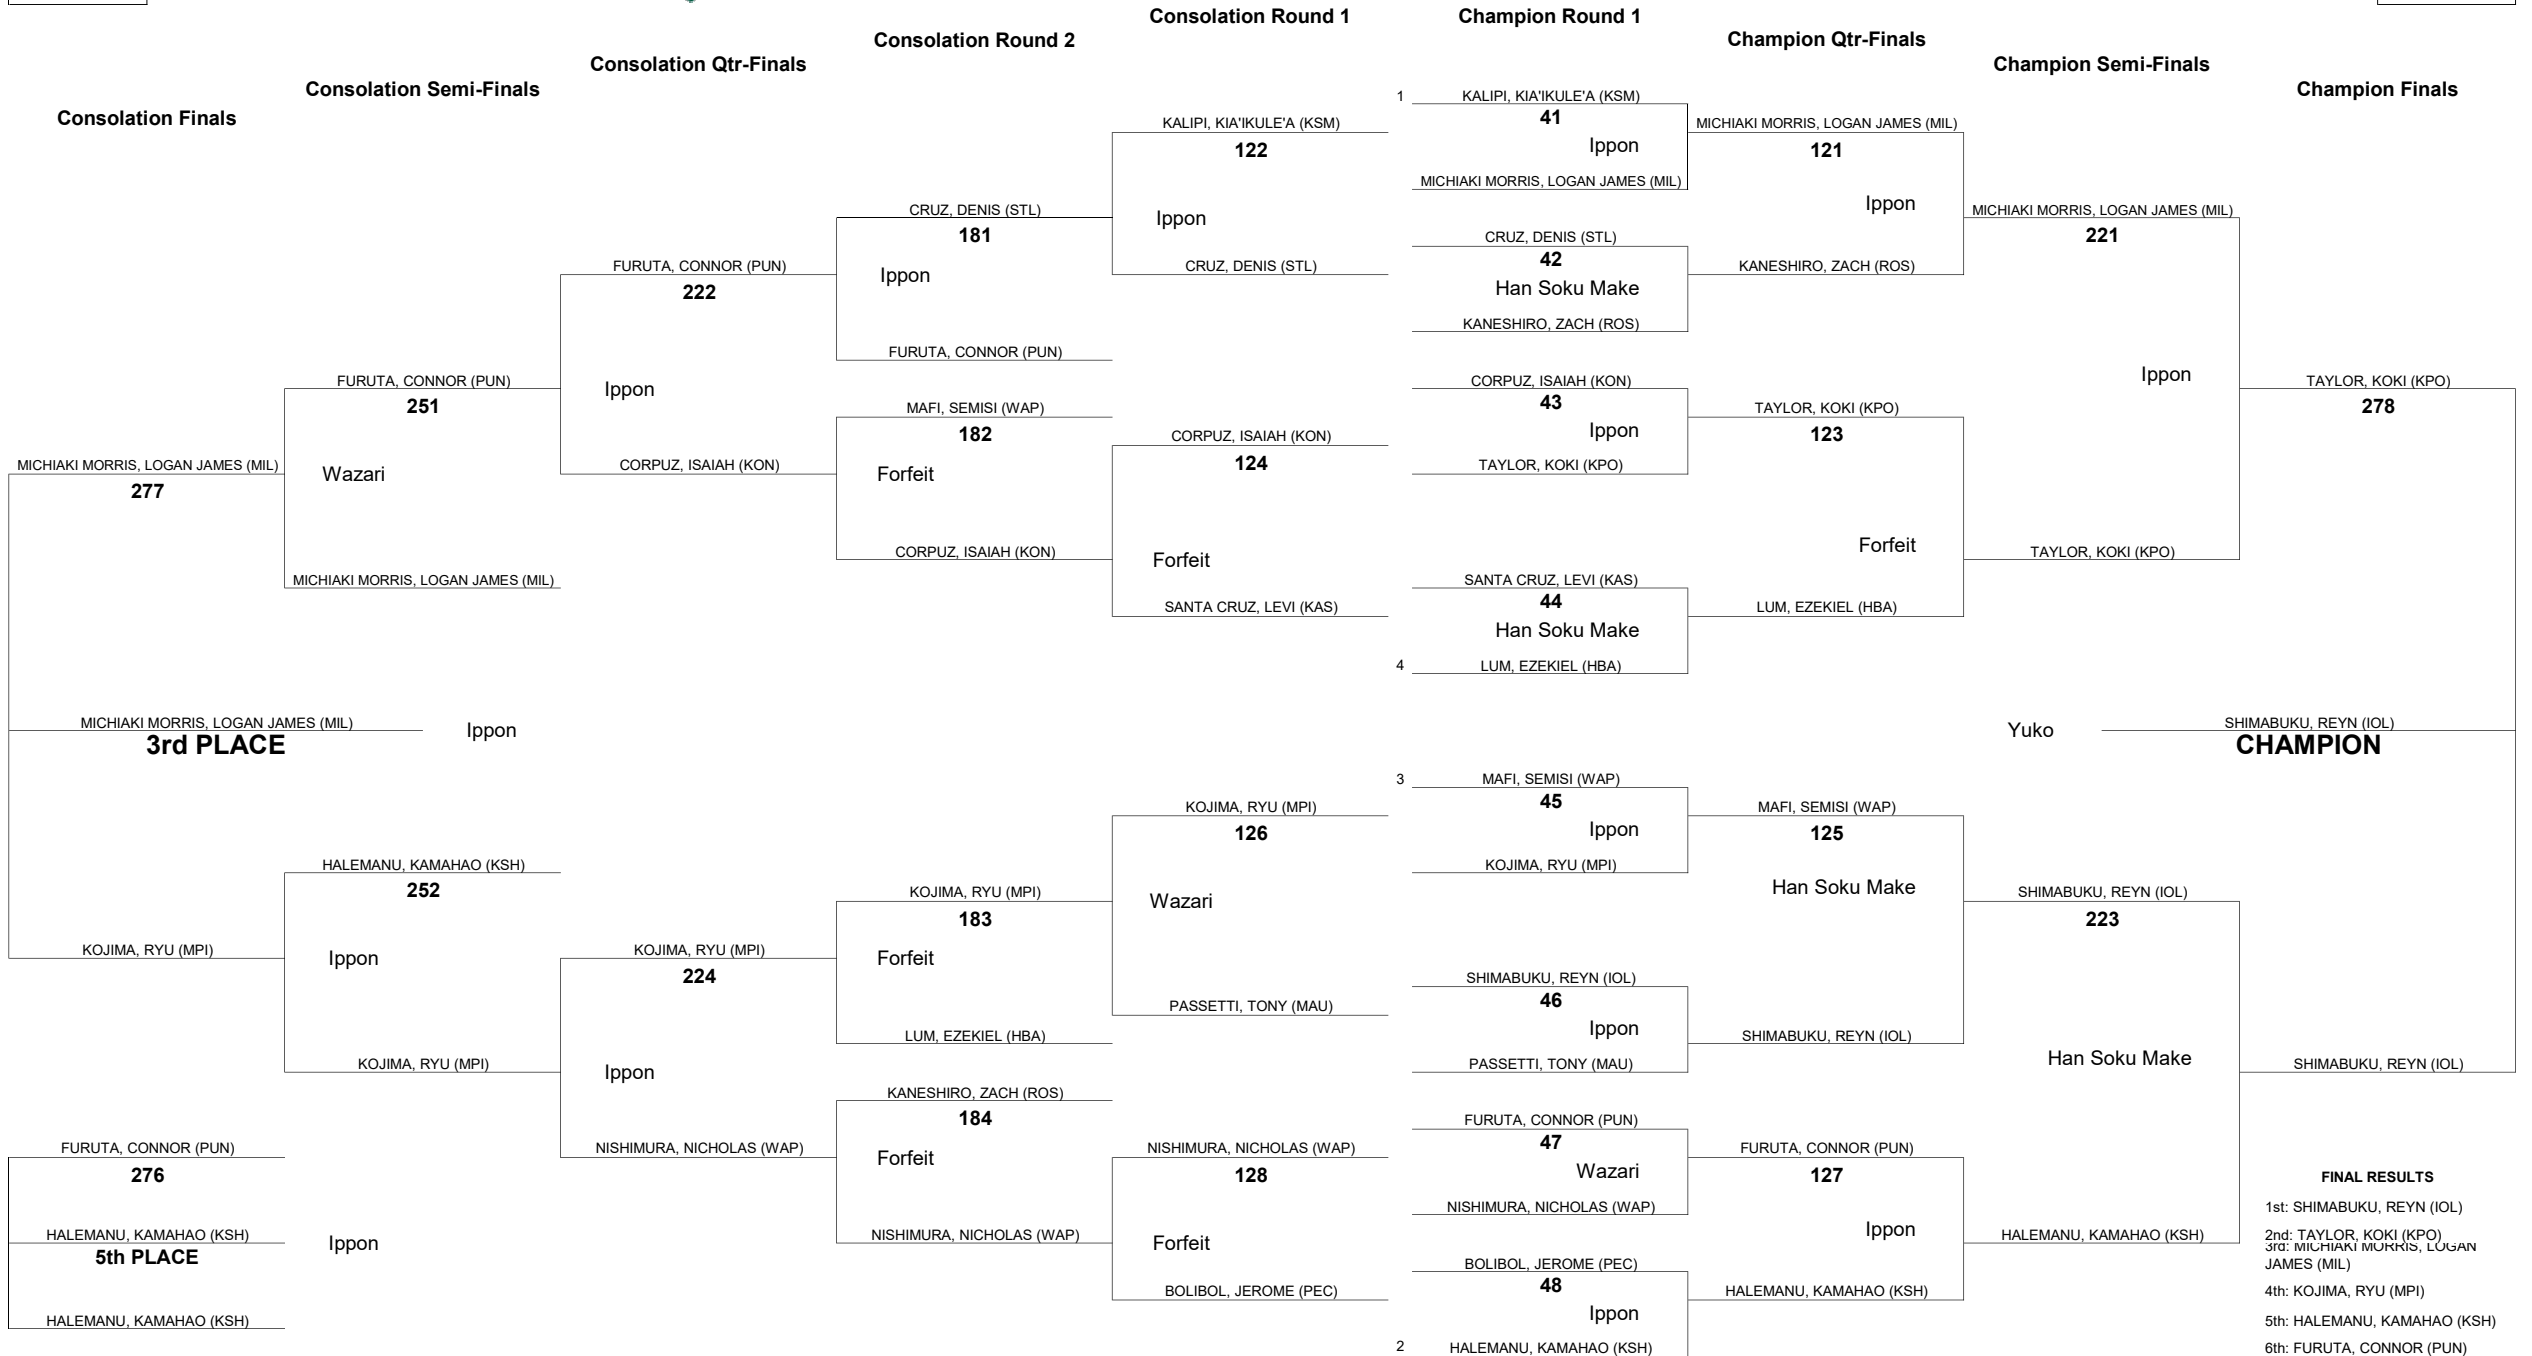 Consolation Round 1
Champion Round 1
Consolation Round 2
Champion Qtr-Finals
Consolation Qtr-Finals
Champion Semi-Finals
Consolation Semi-Finals
Champion Finals
Consolation Finals
MICHIAKI MORRIS, LOGAN JAMES (MIL)
277
KOJIMA, RYU (MPI)
MICHIAKI MORRIS, LOGAN JAMES (MIL)
3rd PLACE
Ippon
FURUTA, CONNOR (PUN)
276
HALEMANU, KAMAHAO (KSH)
5th PLACE
Ippon
HALEMANU, KAMAHAO (KSH)
FURUTA, CONNOR (PUN)
251
Wazari
MICHIAKI MORRIS, LOGAN JAMES (MIL)
HALEMANU, KAMAHAO (KSH)
252
Ippon
KOJIMA, RYU (MPI)
FURUTA, CONNOR (PUN)
222
Ippon
CORPUZ, ISAIAH (KON)
KOJIMA, RYU (MPI)
224
Ippon
NISHIMURA, NICHOLAS (WAP)
CRUZ, DENIS (STL)
181
Ippon
FURUTA, CONNOR (PUN)
MAFI, SEMISI (WAP)
182
Forfeit
CORPUZ, ISAIAH (KON)
KOJIMA, RYU (MPI)
183
Forfeit
LUM, EZEKIEL (HBA)
KANESHIRO, ZACH (ROS)
184
Forfeit
NISHIMURA, NICHOLAS (WAP)
KALIPI, KIA'IKULE'A (KSM)
122
Ippon
CRUZ, DENIS (STL)
CORPUZ, ISAIAH (KON)
124
Forfeit
SANTA CRUZ, LEVI (KAS)
KOJIMA, RYU (MPI)
126
Wazari
PASSETTI, TONY (MAU)
NISHIMURA, NICHOLAS (WAP)
128
Forfeit
BOLIBOL, JEROME (PEC)
1
KALIPI, KIA'IKULE'A (KSM)
41
Ippon
MICHIAKI MORRIS, LOGAN JAMES (MIL)
CRUZ, DENIS (STL)
42
Han Soku Make
KANESHIRO, ZACH (ROS)
CORPUZ, ISAIAH (KON)
43
Ippon
TAYLOR, KOKI (KPO)
SANTA CRUZ, LEVI (KAS)
44
Han Soku Make
4
LUM, EZEKIEL (HBA)
3
MAFI, SEMISI (WAP)
45
Ippon
KOJIMA, RYU (MPI)
SHIMABUKU, REYN (IOL)
46
Ippon
PASSETTI, TONY (MAU)
FURUTA, CONNOR (PUN)
47
Wazari
NISHIMURA, NICHOLAS (WAP)
BOLIBOL, JEROME (PEC)
48
Ippon
2
HALEMANU, KAMAHAO (KSH)
MICHIAKI MORRIS, LOGAN JAMES (MIL)
121
Ippon
KANESHIRO, ZACH (ROS)
TAYLOR, KOKI (KPO)
123
Forfeit
LUM, EZEKIEL (HBA)
MAFI, SEMISI (WAP)
125
Han Soku Make
SHIMABUKU, REYN (IOL)
FURUTA, CONNOR (PUN)
127
Ippon
HALEMANU, KAMAHAO (KSH)
MICHIAKI MORRIS, LOGAN JAMES (MIL)
221
Ippon
TAYLOR, KOKI (KPO)
SHIMABUKU, REYN (IOL)
223
Han Soku Make
HALEMANU, KAMAHAO (KSH)
TAYLOR, KOKI (KPO)
278
Yuko
SHIMABUKU, REYN (IOL)
CHAMPION
SHIMABUKU, REYN (IOL)
FINAL RESULTS
1st: SHIMABUKU, REYN (IOL)
2nd: TAYLOR, KOKI (KPO)
3rd: MICHIAKI MORRIS, LOGAN
JAMES (MIL)
4th: KOJIMA, RYU (MPI)
5th: HALEMANU, KAMAHAO (KSH)
6th: FURUTA, CONNOR (PUN)